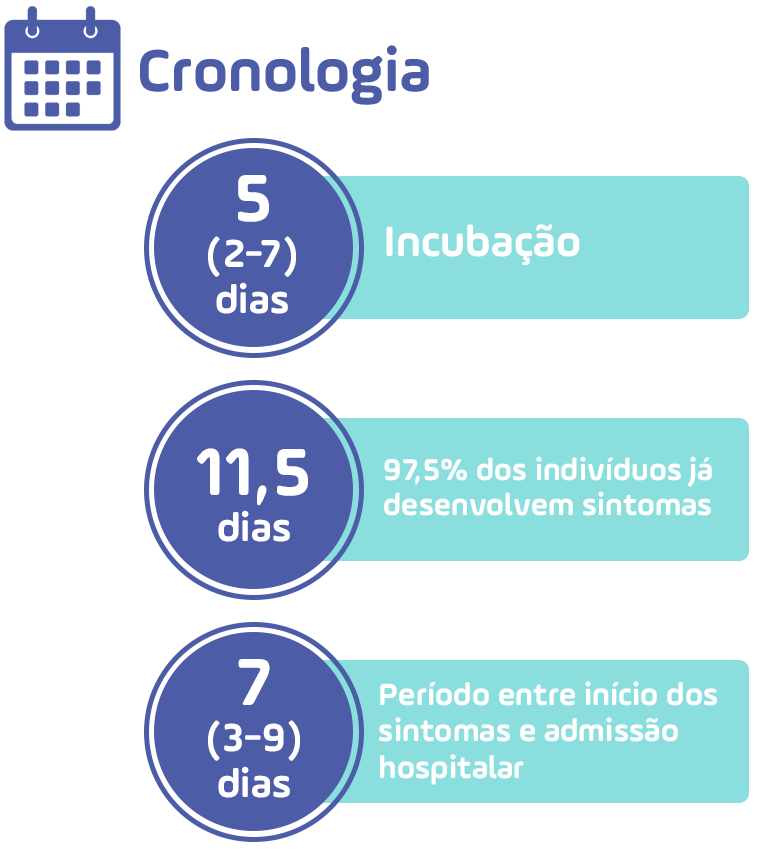 Cronologia
5
(2-7)
dias
Incubação
11,5
dias
97,5% dos indivíduos já
desenvolvem sintomas
7
(3-9)
dias
Período entre início dos
sintomas e admissão
hospitalar